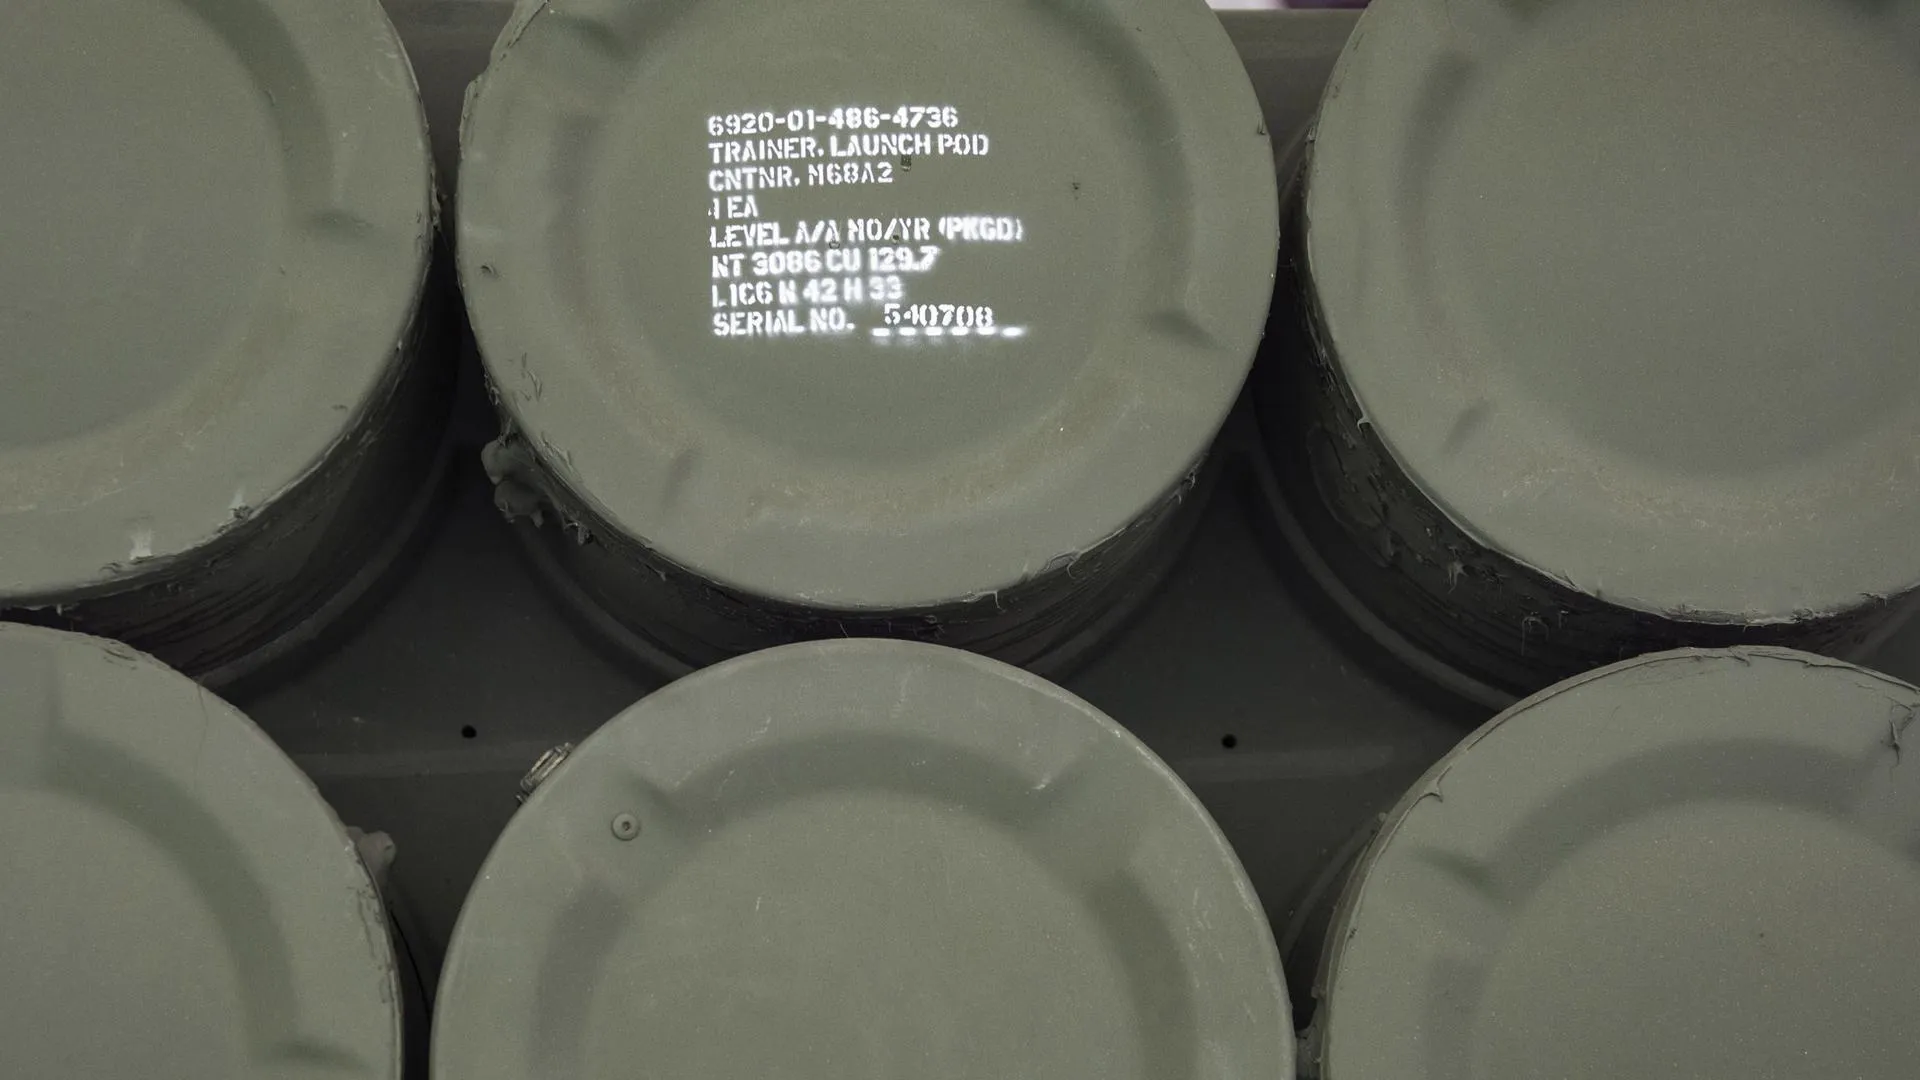 6920-01-486-4736
TRAINER, LAUNCH POD
CNTNR, M68A2
1 EA
LEVEL A/A MO/YR (PKGD)
WT 3086 CU 129.7
L 166 W 42 H 33
SERIAL NO. 540708